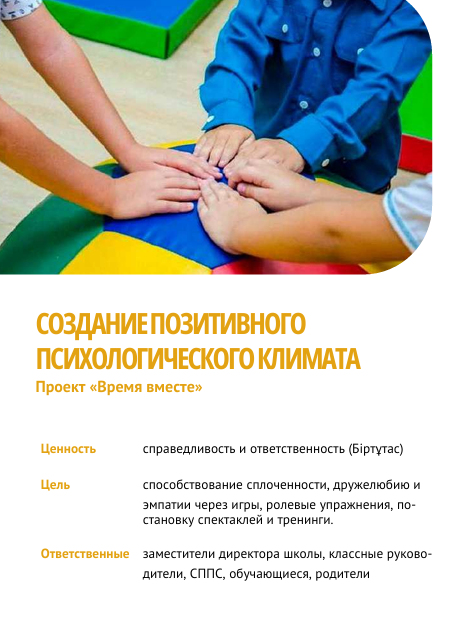 СОЗДАНИЕ ПОЗИТИВНОГО
ПСИХОЛОГИЧЕСКОГО КЛИМАТА
Проект «Время вместе»
Ценность справедливость и ответственность (Біртұтас)
Цель способствование сплоченности, дружелюбию и
эмпатии через игры, ролевые упражнения, по-
становку спектаклей и тренинги.
Ответственные заместители директора школы, классные руково-
дители, СППС, обучающиеся, родители